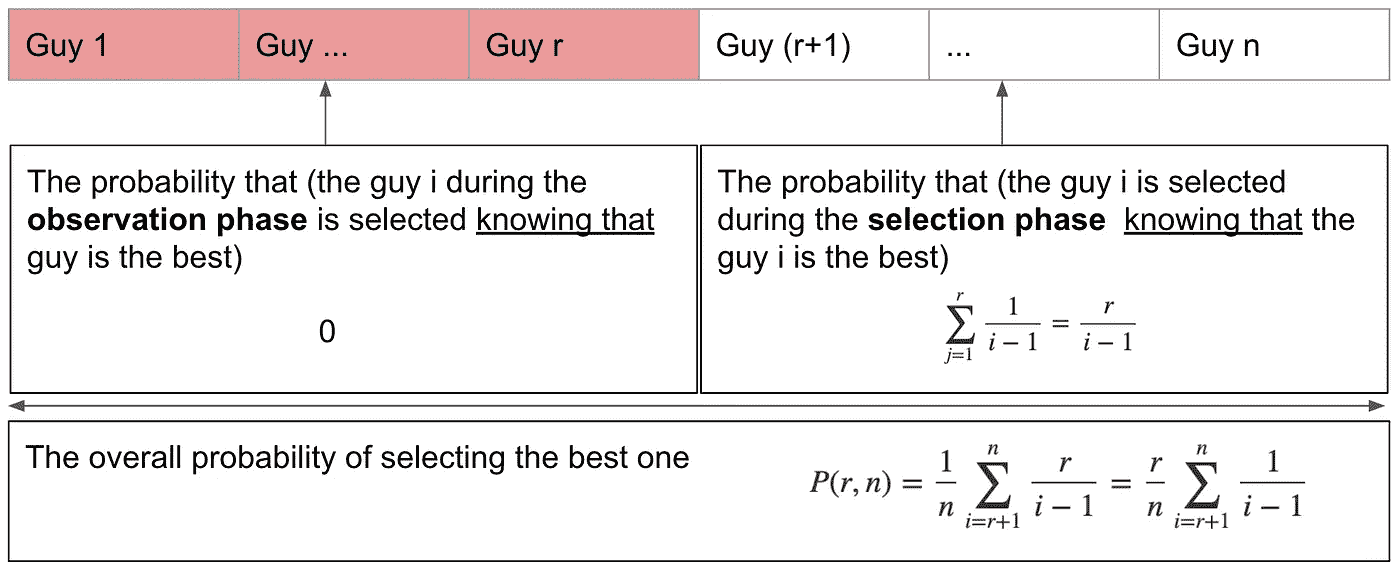 Guy 1 Guy ... Guy r Guy (r+1) ... Guy n
The probability that (the guy i during the
observation phase is selected knowing that
guy is the best)
0
The probability that (the guy i is selected
during the selection phase  knowing that the
guy i is the best)
\sum_{j=1}^{r} \frac{1}{i-1} = \frac{r}{i-1}
The overall probability of selecting the best one
P(r, n) = \frac{1}{n} \sum_{i=r+1}^{n} \frac{r}{i-1} = \frac{r}{n} \sum_{i=r+1}^{n} \frac{1}{i-1}